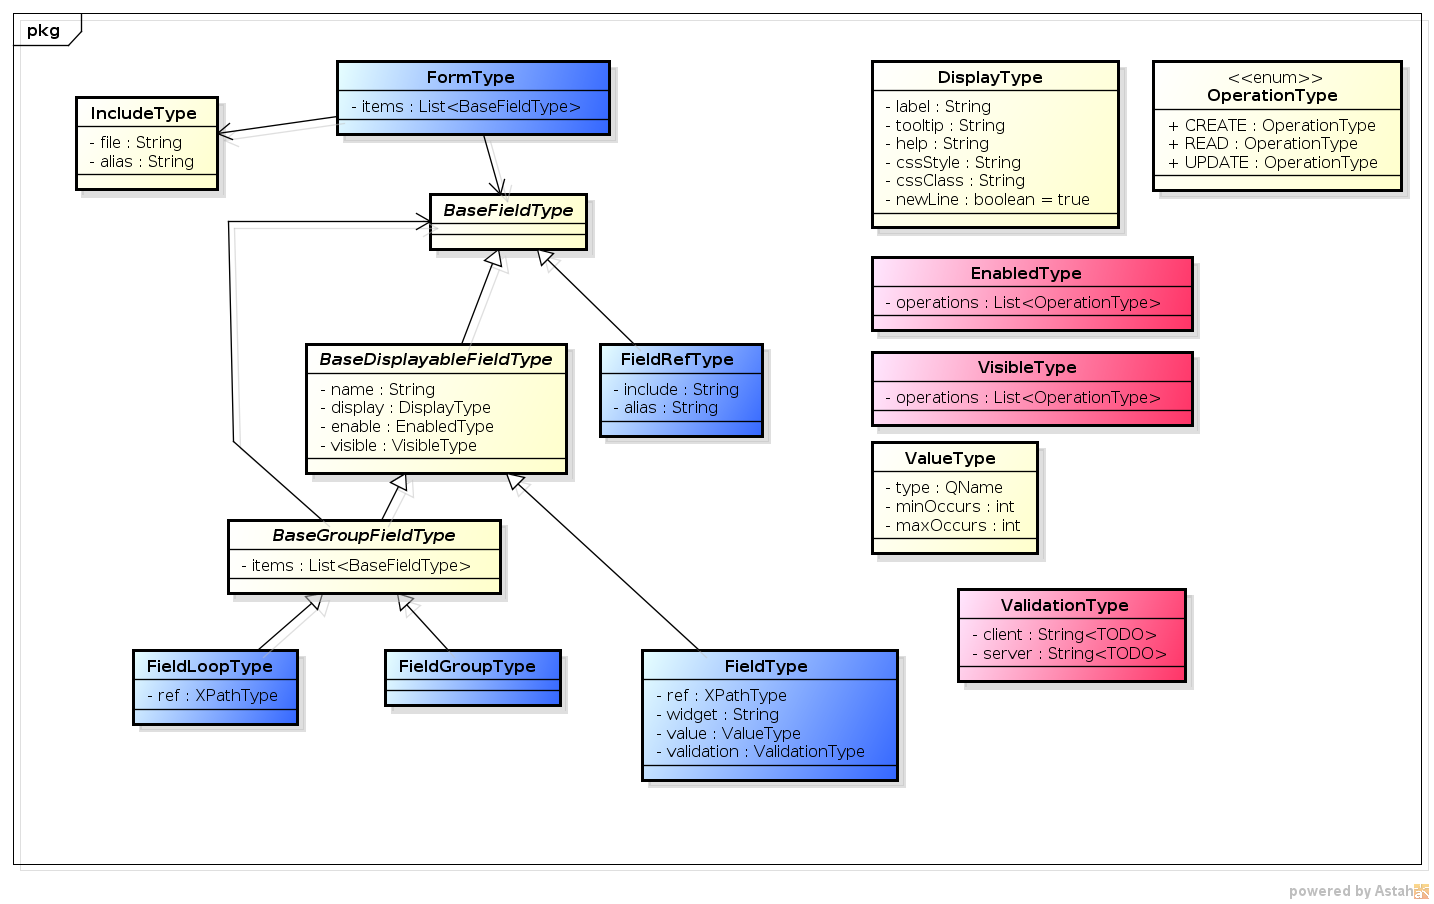 pkg
FormType
- items : List<BaseFieldType>
IncludeType
- file : String
- alias : String
BaseFieldType
BaseDisplayableFieldType
- name : String
- display : DisplayType
- enable : EnabledType
- visible : VisibleType
FieldRefType
- include : String
- alias : String
BaseGroupFieldType
- items : List<BaseFieldType>
FieldLoopType
- ref : XPathType
FieldGroupType
FieldType
- ref : XPathType
- widget : String
- value : ValueType
- validation : ValidationType
DisplayType
- label : String
- tooltip : String
- help : String
- cssStyle : String
- cssClass : String
- newLine : boolean = true
<<enum>>
OperationType
+ CREATE : OperationType
+ READ : OperationType
+ UPDATE : OperationType
EnabledType
- operations : List<OperationType>
VisibleType
- operations : List<OperationType>
ValueType
- type : QName
- minOccurs : int
- maxOccurs : int
ValidationType
- client : String<TODO>
- server : String<TODO>
powered by Astah